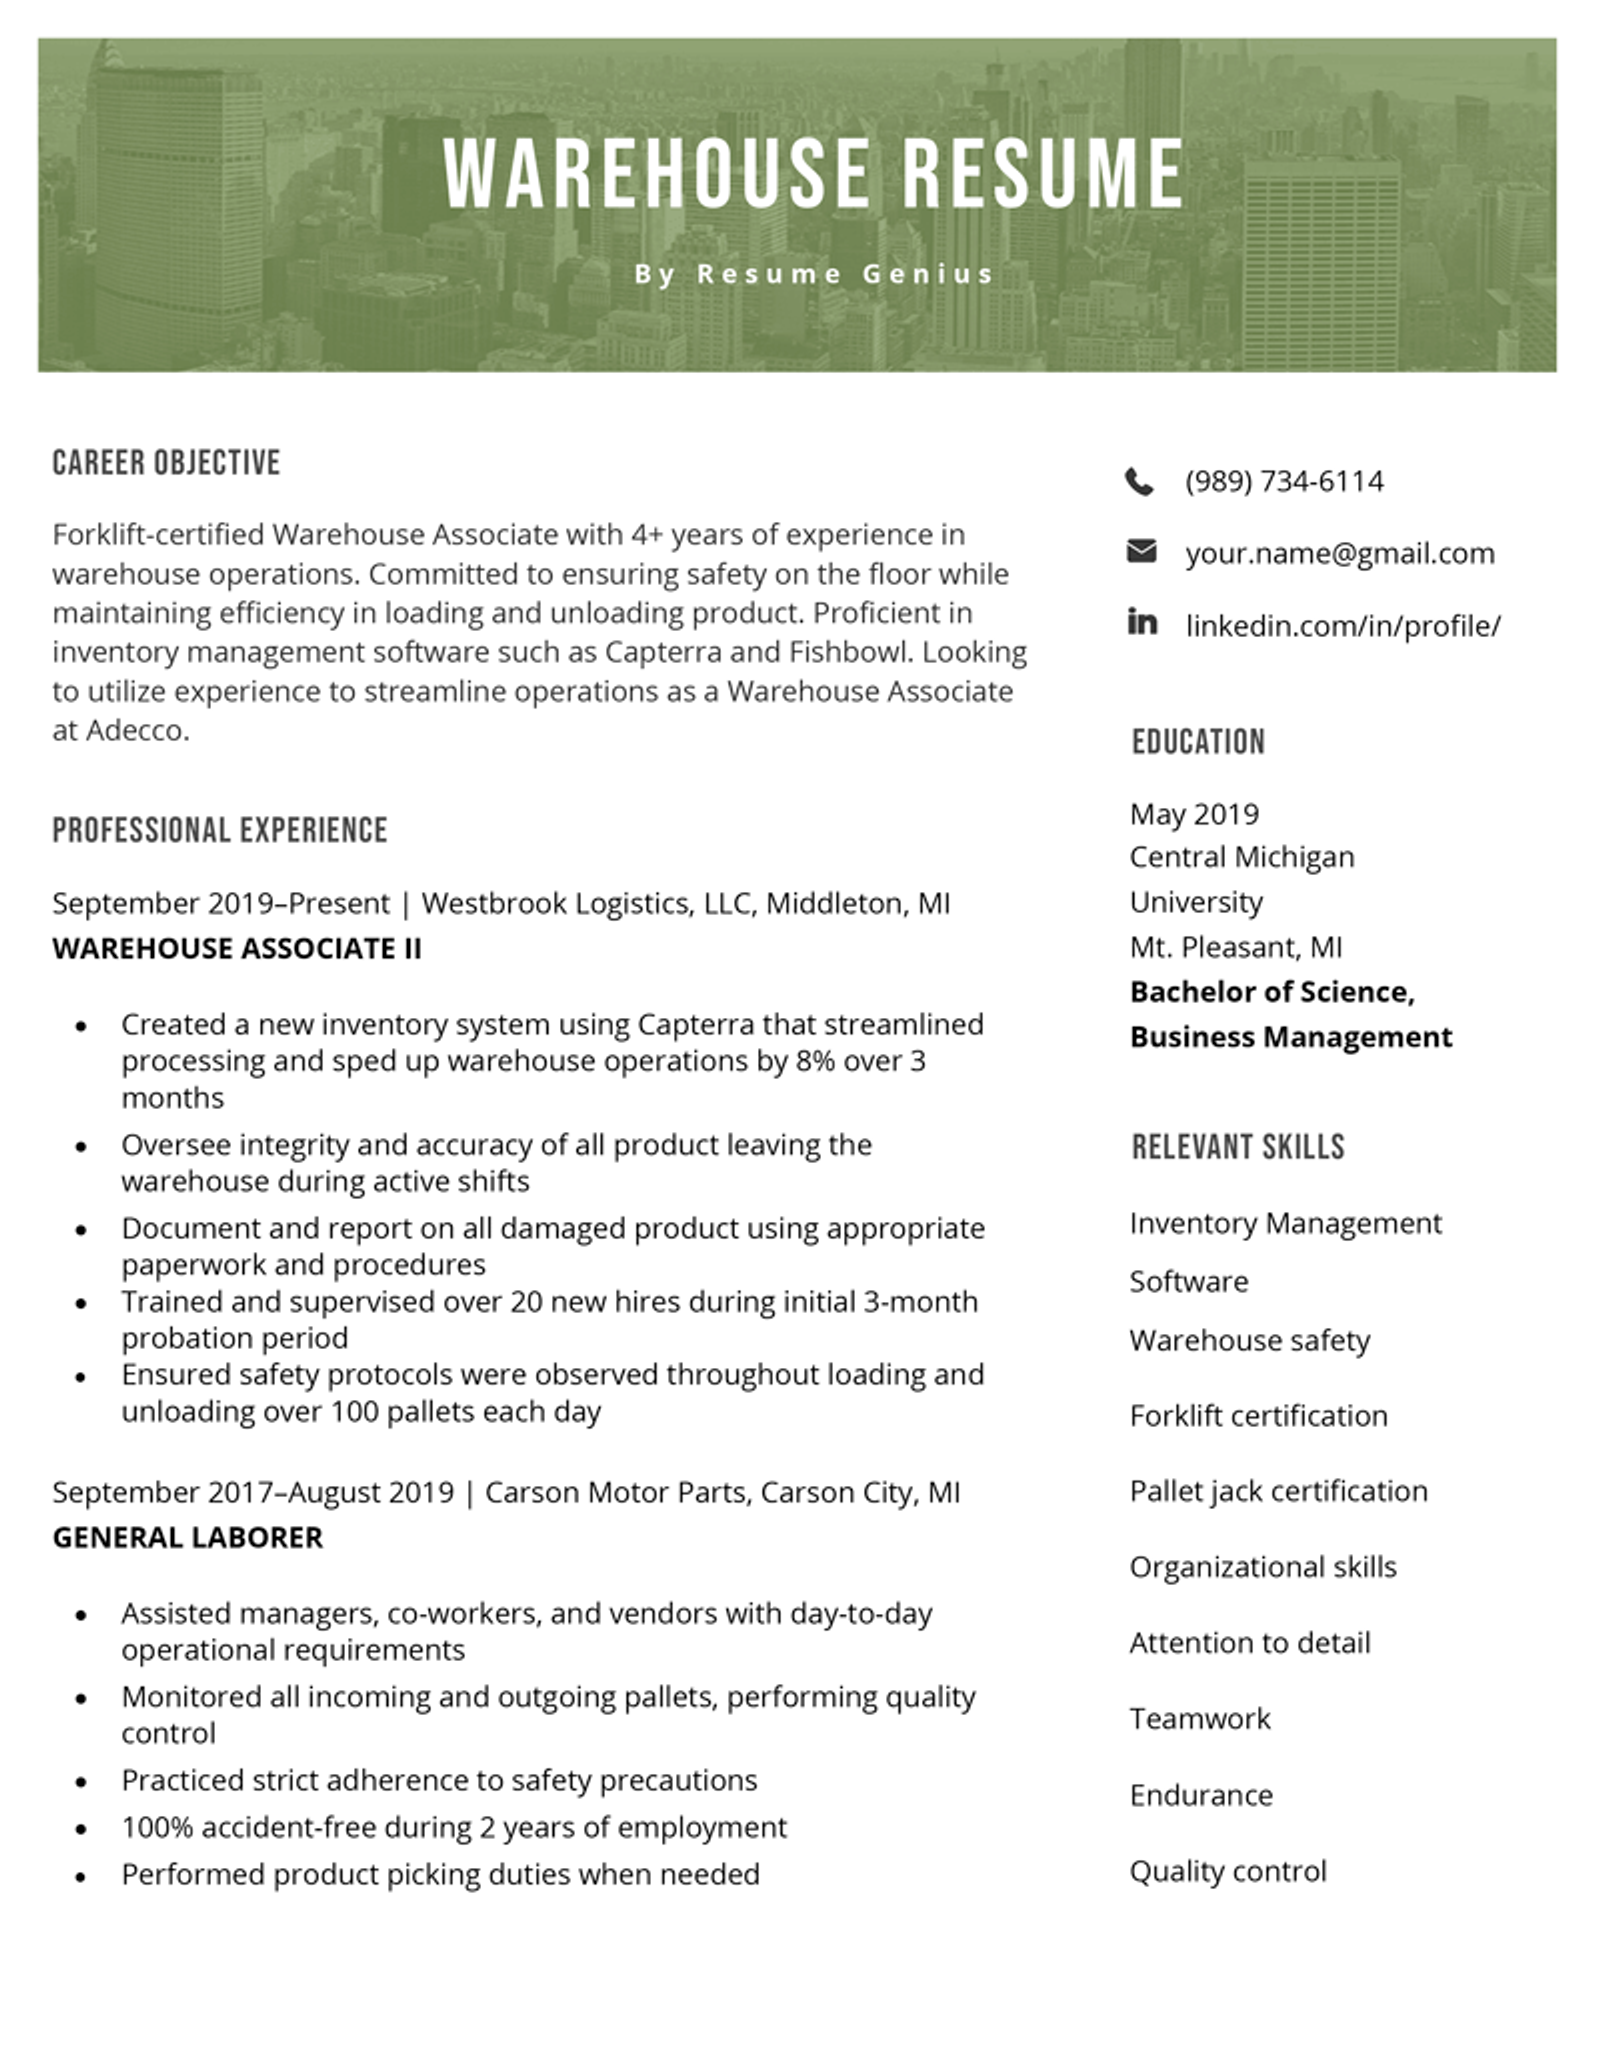 WAREHOUSE RESUME
By Resume Genius
CAREER OBJECTIVE
Forklift-certified Warehouse Associate with 4+ years of experience in
warehouse operations. Committed to ensuring safety on the floor while
maintaining efficiency in loading and unloading product. Proficient in
inventory management software such as Capterra and Fishbowl. Looking
to utilize experience to streamline operations as a Warehouse Associate
at Adecco.
PROFESSIONAL EXPERIENCE
September 2019–Present | Westbrook Logistics, LLC, Middleton, MI
WAREHOUSE ASSOCIATE II
• Created a new inventory system using Capterra that streamlined
processing and sped up warehouse operations by 8% over 3
months
• Oversee integrity and accuracy of all product leaving the
warehouse during active shifts
• Document and report on all damaged product using appropriate
paperwork and procedures
• Trained and supervised over 20 new hires during initial 3-month
probation period
• Ensured safety protocols were observed throughout loading and
unloading over 100 pallets each day
September 2017–August 2019 | Carson Motor Parts, Carson City, MI
GENERAL LABORER
• Assisted managers, co-workers, and vendors with day-to-day
operational requirements
• Monitored all incoming and outgoing pallets, performing quality
control
• Practiced strict adherence to safety precautions
• 100% accident-free during 2 years of employment
• Performed product picking duties when needed
(989) 734-6114
your.name@gmail.com
in linkedin.com/in/profile/
EDUCATION
May 2019
Central Michigan
University
Mt. Pleasant, MI
Bachelor of Science,
Business Management
RELEVANT SKILLS
Inventory Management
Software
Warehouse safety
Forklift certification
Pallet jack certification
Organizational skills
Attention to detail
Teamwork
Endurance
Quality control